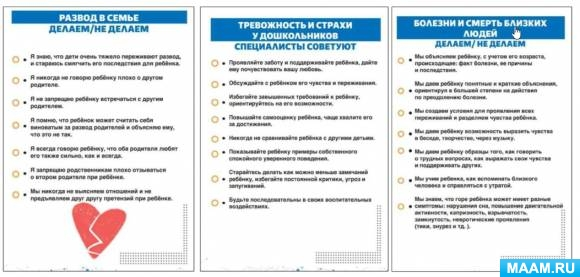 РАЗВОД В СЕМЬЕ
ДЕЛАЕМ/НЕ ДЕЛАЕМ
Я знаю, что дети очень тяжело переживают развод,
и стараюсь смягчить его последствия для ребёнка.
Я никогда не говорю ребёнку плохо о другом
родителе.
Я не запрещаю ребёнку встречаться с другим
родителем.
Я помню, что ребёнок может считать себя
виноватым за развод родителей и объясняю ему,
что это не так.
Я всегда говорю ребёнку, что оба родителя любят
его также сильно, как и всегда.
Я запрещаю родственникам плохо отзываться
о втором родителе при ребёнке.
Мы никогда не выясняем отношений и не
предъявляем друг другу претензий при ребёнке.
ТРЕВОЖНОСТЬ И СТРАХИ
У ДОШКОЛЬНИКОВ
СПЕЦИАЛИСТЫ СОВЕТУЮТ
Проявляйте заботу и поддерживайте ребёнка, дайте
ему почувствовать вашу любовь.
Обсуждайте с ребёнком его чувства и переживания.
Избегайте завышенных требований к ребёнку,
ориентируйтесь на его возможности.
Повышайте самооценку ребёнка, чаще хвалите его
за достижения.
Никогда не сравнивайте ребёнка с другими детьми.
Показывайте ребёнку примеры собственного
спокойного уверенного поведения.
Старайтесь делать как можно меньше замечаний
ребёнку, избегайте постоянной критики, угроз и
запугиваний.
Будьте последовательны в своих воспитательных
воздействиях.
БОЛЕЗНИ И СМЕРТЬ БЛИЗКИХ
ЛЮДЕЙ
ДЕЛАЕМ/ НЕ ДЕЛАЕМ
Мы объясняем ребёнку, с учетом его возраста,
происходящее: факт болезни, ее причины
и последствия.
Мы даем ребёнку понятные и краткие объяснения,
ориентируя в большей степени на действия
по преодолению болезни.
Мы создаем условия для проявления всех
переживаний и разделяем чувства ребёнка.
Мы даем ребёнку возможность выразить чувства
в беседе, творчестве, через музыку.
Мы даем ребёнку образцы того, как говорить
о трудных вопросах, как выражать свои чувства
и поддерживать других.
Мы учим ребенка, как вспоминать близкого
человека и справляться с утратой.
Мы знаем, что горе ребёнка может имеет разные
симптомы: нарушения сна, повышение двигательной
активности, капризность, взрывчатость,
замкнутость, невротические проявления
(тики, энурез и тд. ).
MAAM.RU